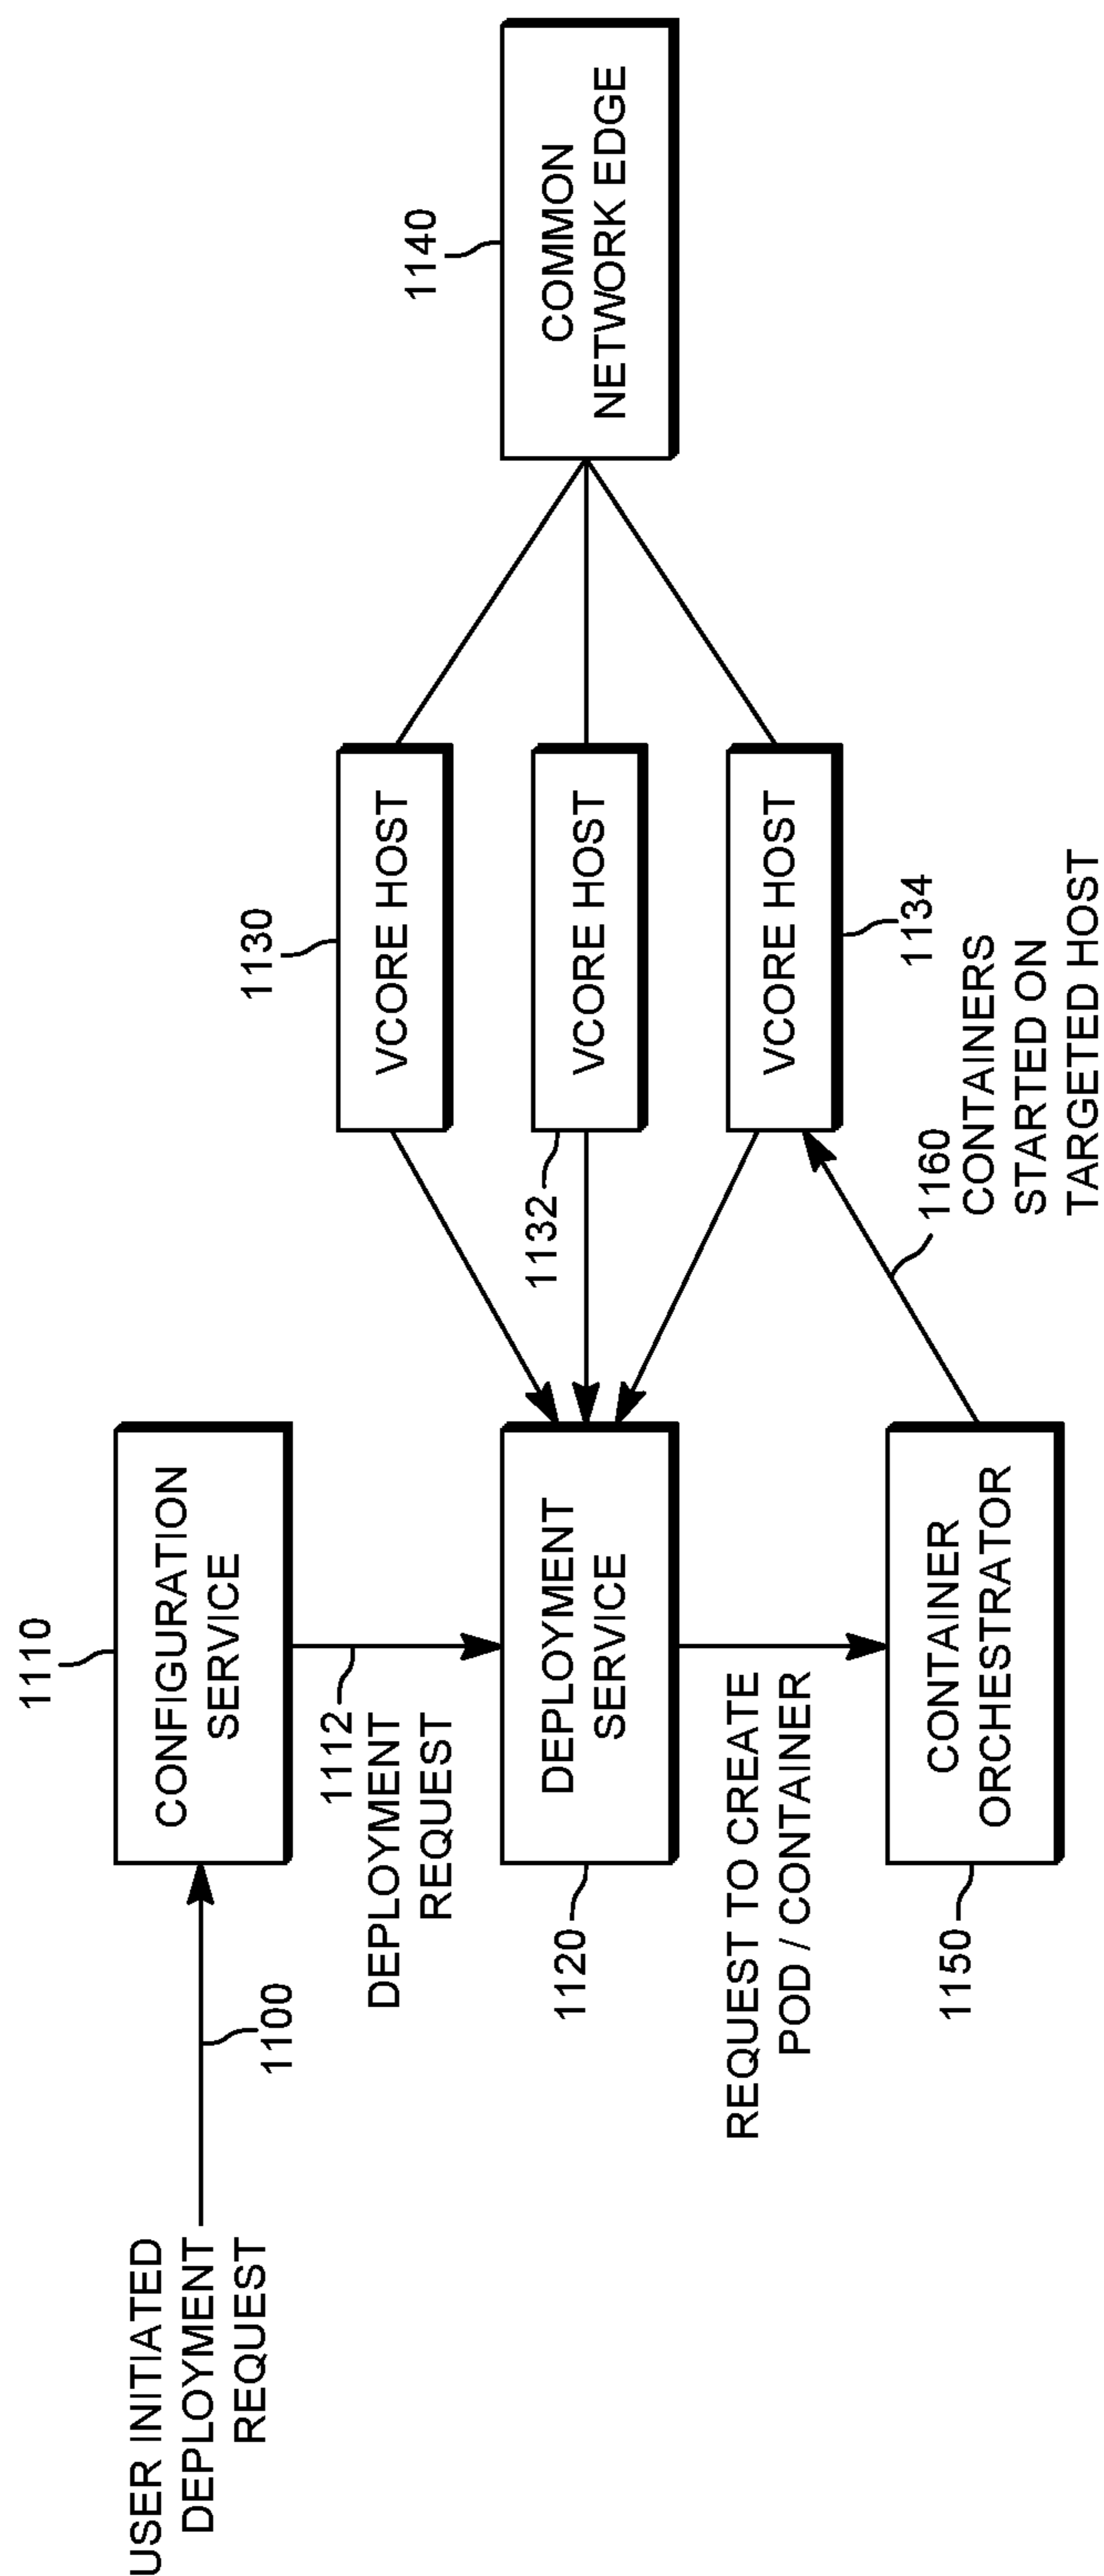 USER INITIATED
DEPLOYMENT
REQUEST
1100
1110
CONFIGURATION
SERVICE
1112
DEPLOYMENT
REQUEST
1120
DEPLOYMENT
SERVICE
REQUEST TO CREATE
POD / CONTAINER
1150
CONTAINER
ORCHESTRATOR
1130
VCORE HOST
1132
VCORE HOST
VCORE HOST
1134
1160
CONTAINERS
STARTED ON
TARGETED HOST
1140
COMMON
NETWORK EDGE